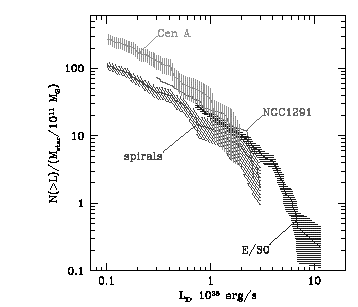 Cen A
100
NGC1291
10
spirals
1
E/S0
0.1
0.1
1
10
N(>L)/(M_star/10^11 M_S)
L_X, 10^38 erg/s